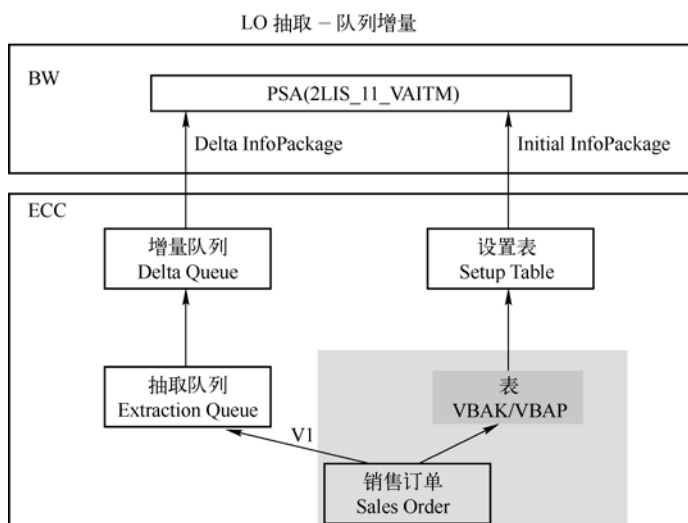 LO 抽取 – 队列增量
BW
PSA(2LIS_11_VAITM)
Delta InfoPackage
Initial InfoPackage
ECC
增量队列
Delta Queue
设置表
Setup Table
抽取队列
Extraction Queue
表
VBAK/VBAP
V1
销售订单
Sales Order